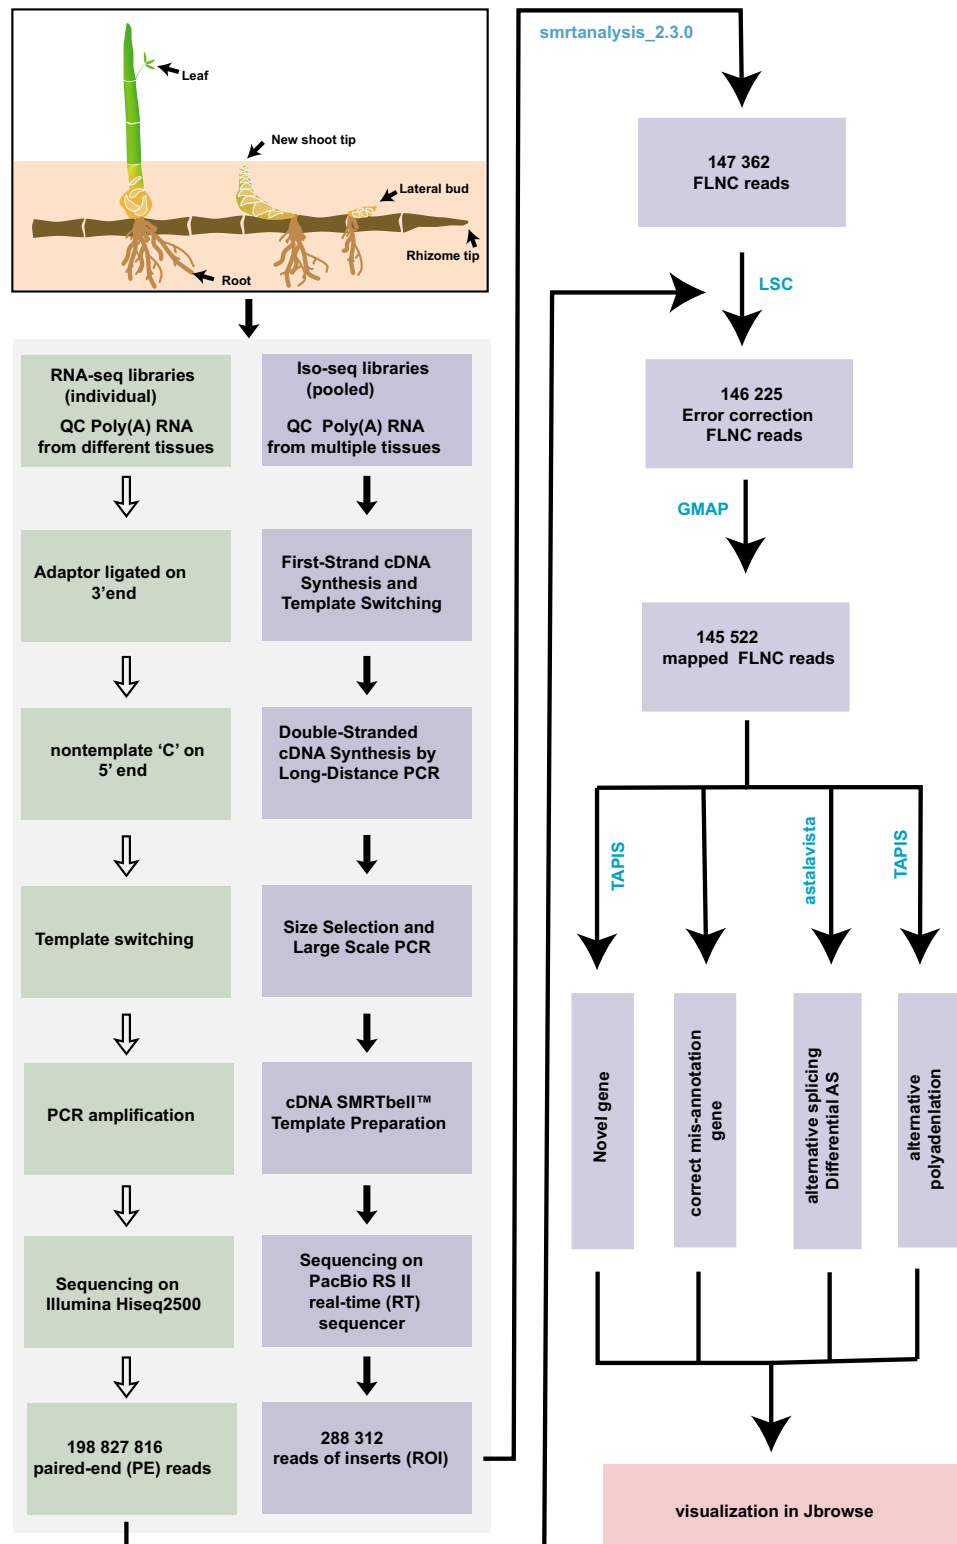 Leaf
New shoot tip
Lateral bud
Rhizome tip
Root
RNA-seq libraries
(individual)
QC Poly(A) RNA
from different tissues
Adaptor ligated on
3’end
nontemplate ‘C’ on
5’ end
Template switching
PCR amplification
Sequencing on
Illumina Hiseq2500
198 827 816
paired-end (PE) reads
Iso-seq libraries
(pooled)
QC Poly(A) RNA
from multiple tissues
First-Strand cDNA
Synthesis and
Template Switching
Double-Stranded
cDNA Synthesis by
Long-Distance PCR
Size Selection and
Large Scale PCR
cDNA SMRTbell™
Template Preparation
Sequencing on
PacBio RS II
real-time (RT)
sequencer
288 312
reads of inserts (ROI)
smrtanalysis_2.3.0
147 362
FLNC reads
LSC
146 225
Error correction
FLNC reads
GMAP
145 522
mapped FLNC reads
TAPIS
astalavista
TAPIS
Novel gene
correct mis-annotation
gene
alternative splicing
Differential AS
alternative
polyadenlation
visualization in Jbrowse